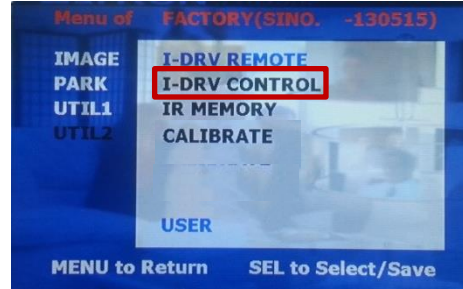 Menu of FACTORY(SINO. -130515)
IMAGE I-DRV REMOTE
PARK I-DRV CONTROL
UTIL1 IR MEMORY
UTIL2 CALIBRATE
USER
MENU to Return SEL to Select/Save